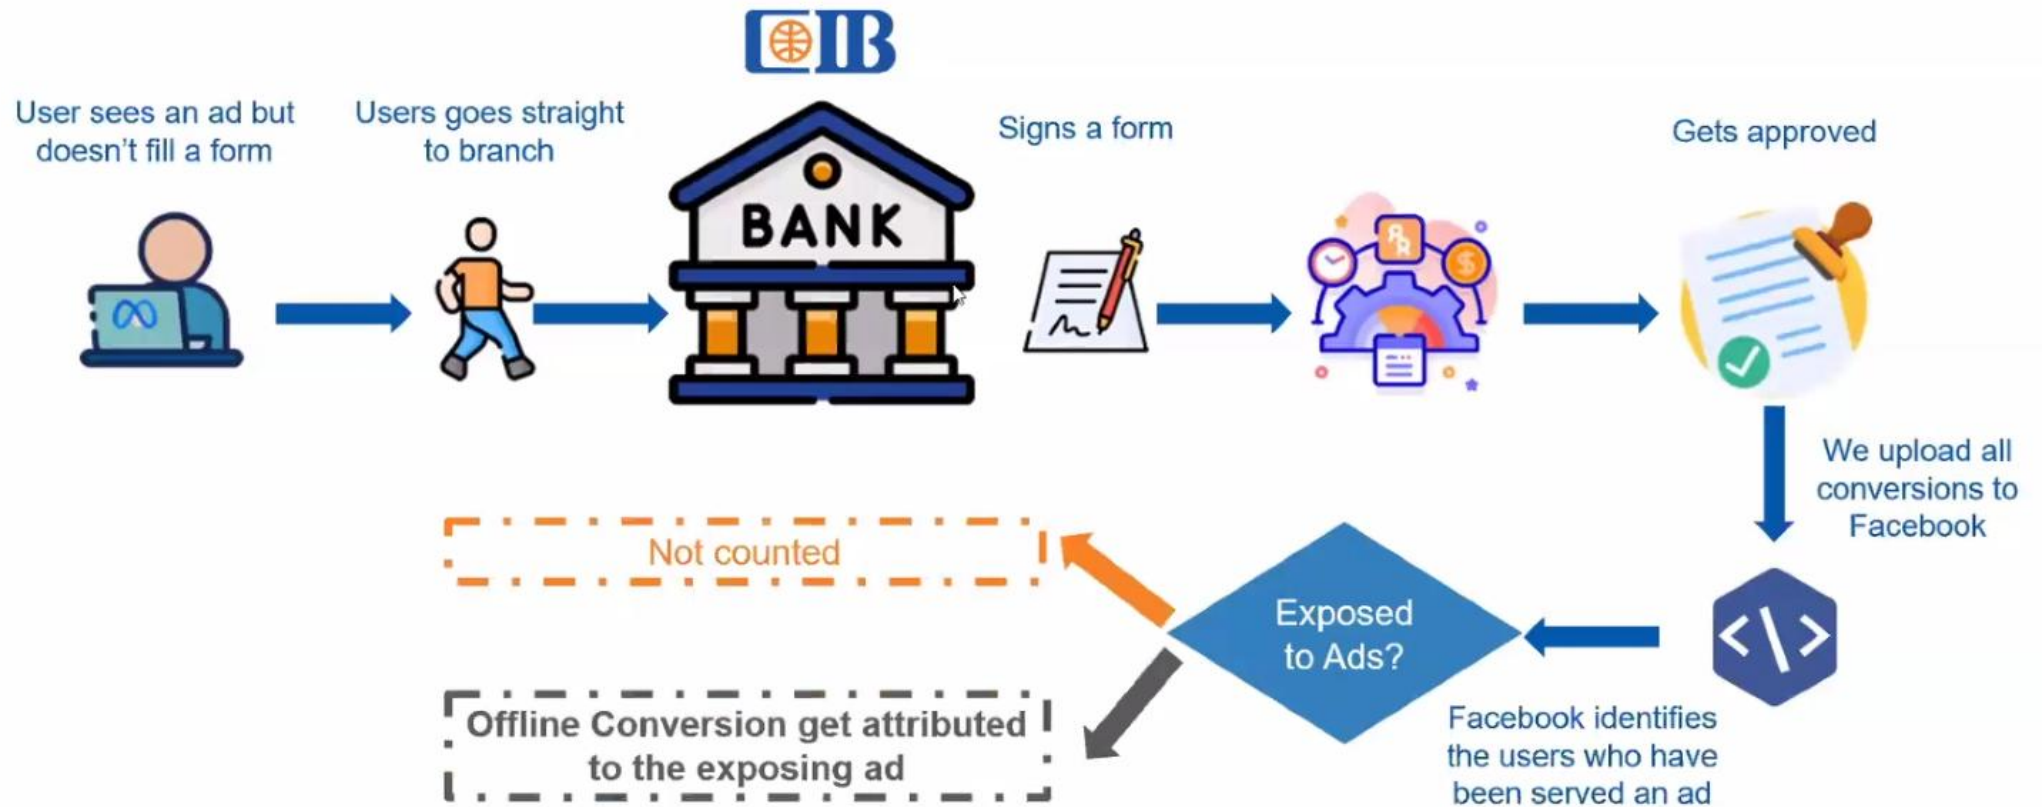 CIB
User sees an ad but
doesn't fill a form
Users goes straight
to branch
BANK
Signs a form
Gets approved
We upload all
conversions to
Facebook
Facebook identifies
the users who have
been served an ad
Exposed
to Ads?
Not counted
Offline Conversion get attributed
to the exposing ad